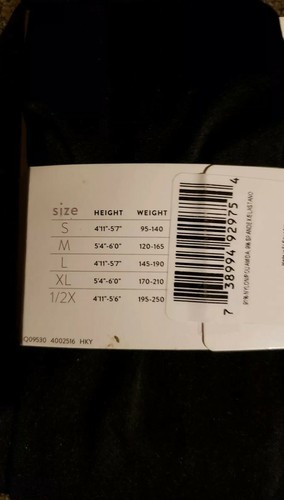 size HEIGHT WEIGHT
S 4'11"-5'7" 95-140
M 5'4"-6'0" 120-165
L 4'11"-5'7" 145-190
XL 5'4"-6'0" 170-210
1/2X 4'11"-5'6" 195-250
Q09530 4002516 HKY
7 38994 92975 4